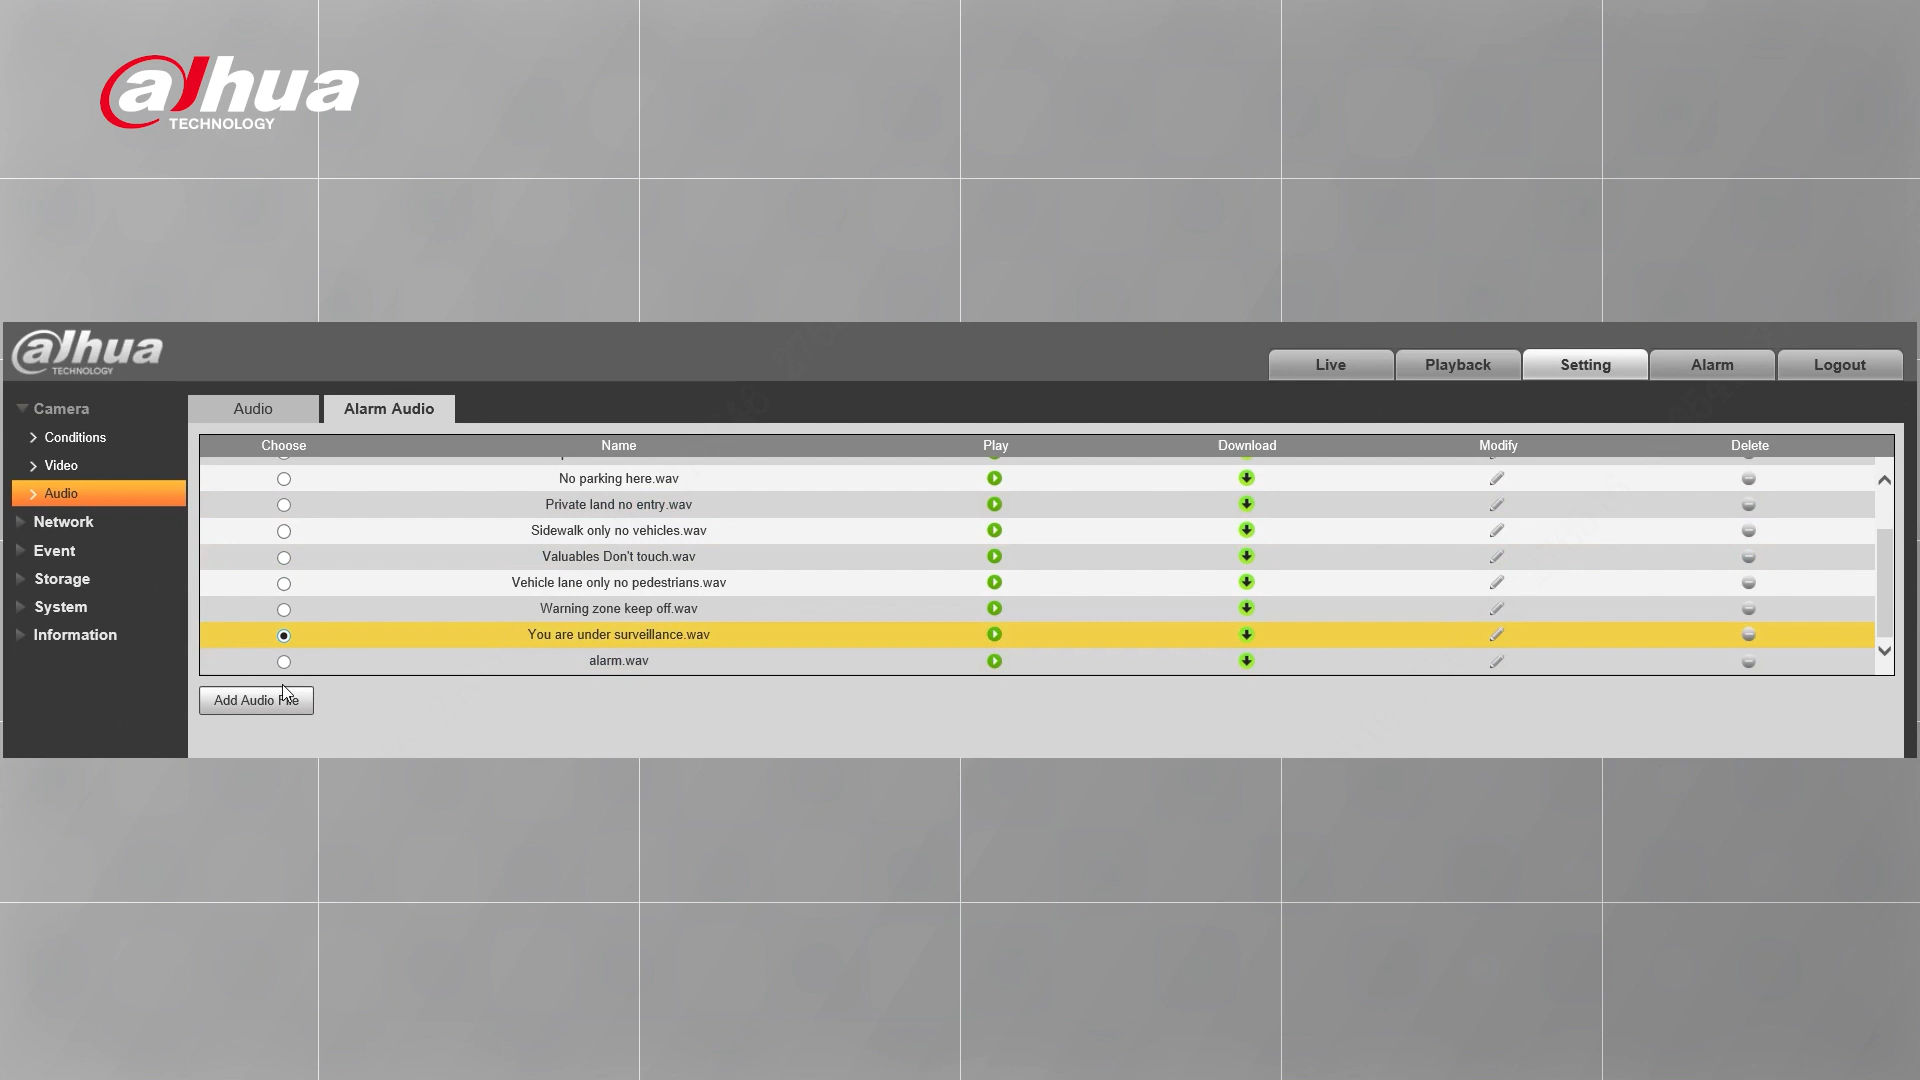 alhua
TECHNOLOGY
alhua
TECHNOLOGY
Live
Playback
Setting
Alarm
Logout
Camera
Conditions
Video
Audio
Network
Event
Storage
System
Information
Audio
Alarm Audio
Choose
Name
Play
Download
Modify
Delete
No parking here.wav
Private land no entry.wav
Sidewalk only no vehicles.wav
Valuables Don't touch.wav
Vehicle lane only no pedestrians.wav
Warning zone keep off.wav
You are under surveillance.wav
alarm.wav
Add Audio File